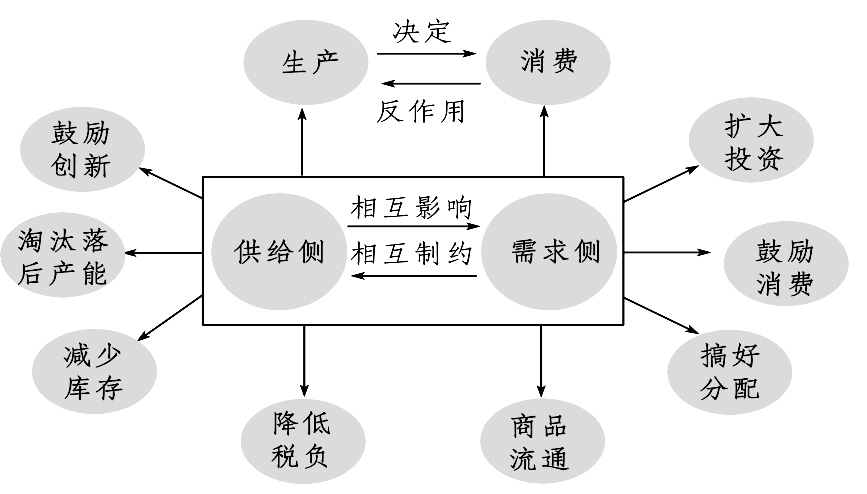 生产
决定
消费
反作用
鼓励
创新
扩大
投资
淘汰落
后产能
供给侧
相互影响
相互制约
需求侧
鼓励
消费
减少
库存
搞好
分配
降低
税负
商品
流通